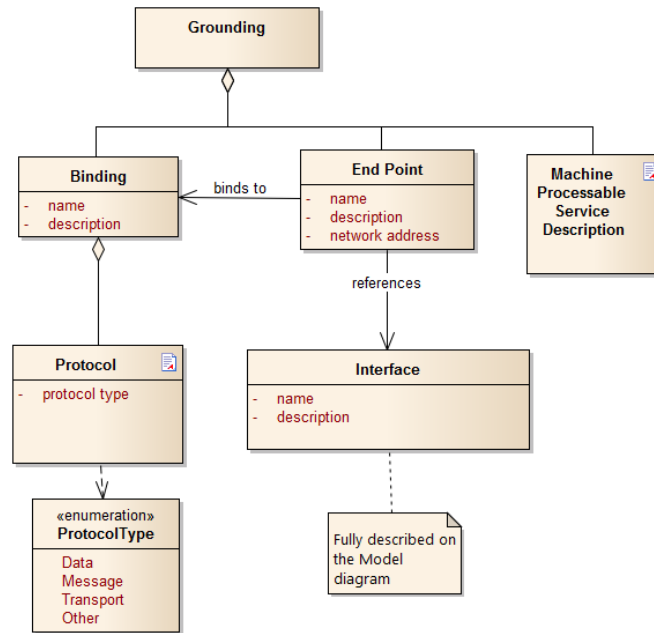 Grounding
Binding
- name
- description
binds to
End Point
- name
- description
- network address
Machine
Processable
Service
Description
references
Protocol
- protocol type
Interface
- name
- description
«enumeration»
ProtocolType
Data
Message
Transport
Other
Fully described on
the Model
diagram